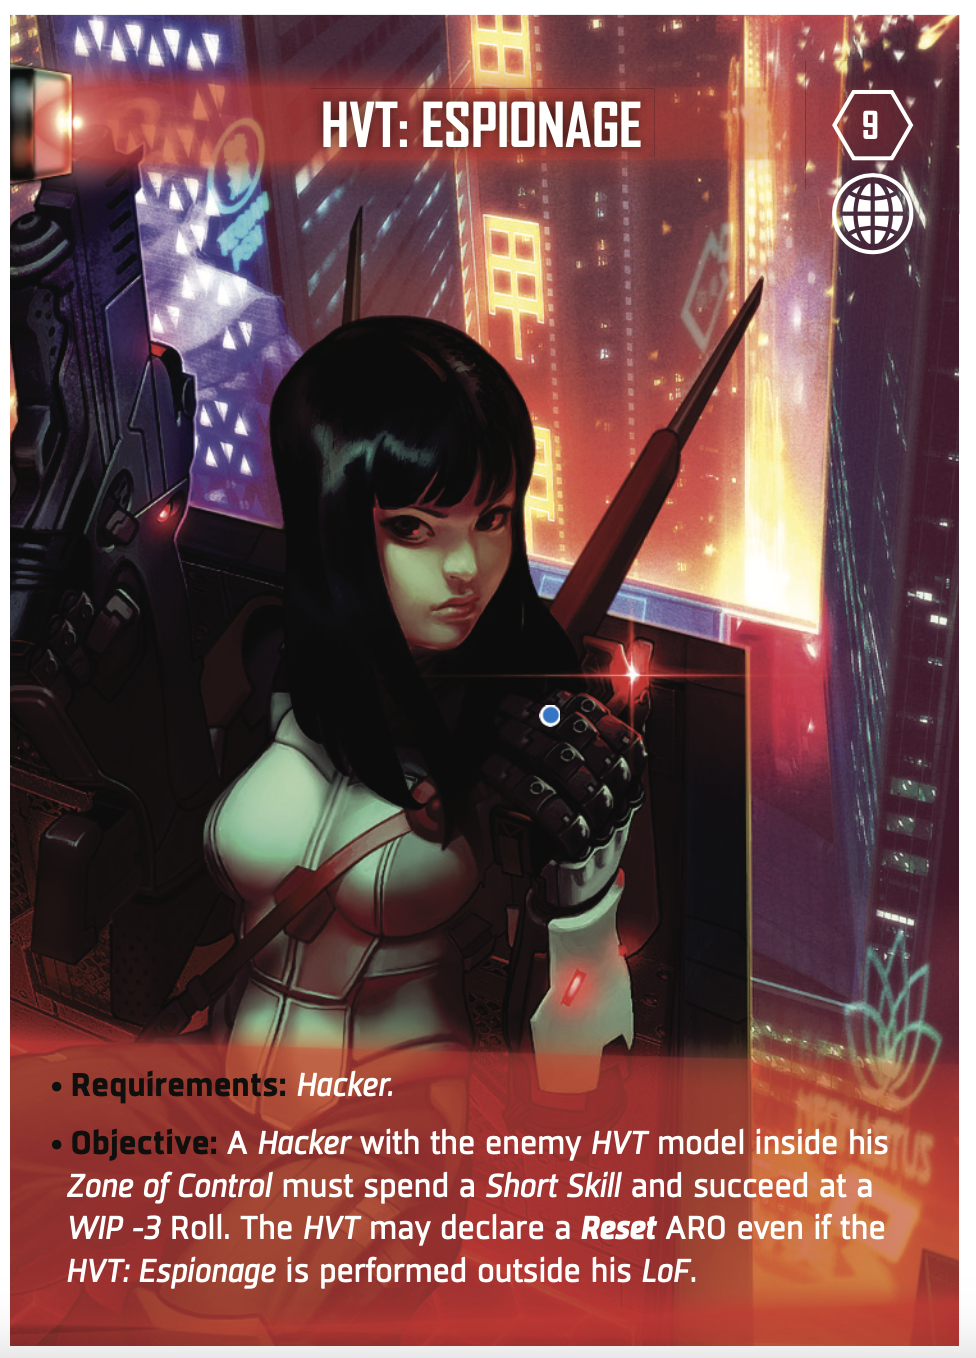 HVT: ESPIONAGE
9
• Requirements: Hacker.
• Objective: A Hacker with the enemy HVT model inside his
Zone of Control must spend a Short Skill and succeed at a
WIP -3 Roll. The HVT may declare a Reset ARO even if the
HVT: Espionage is performed outside his LoF.